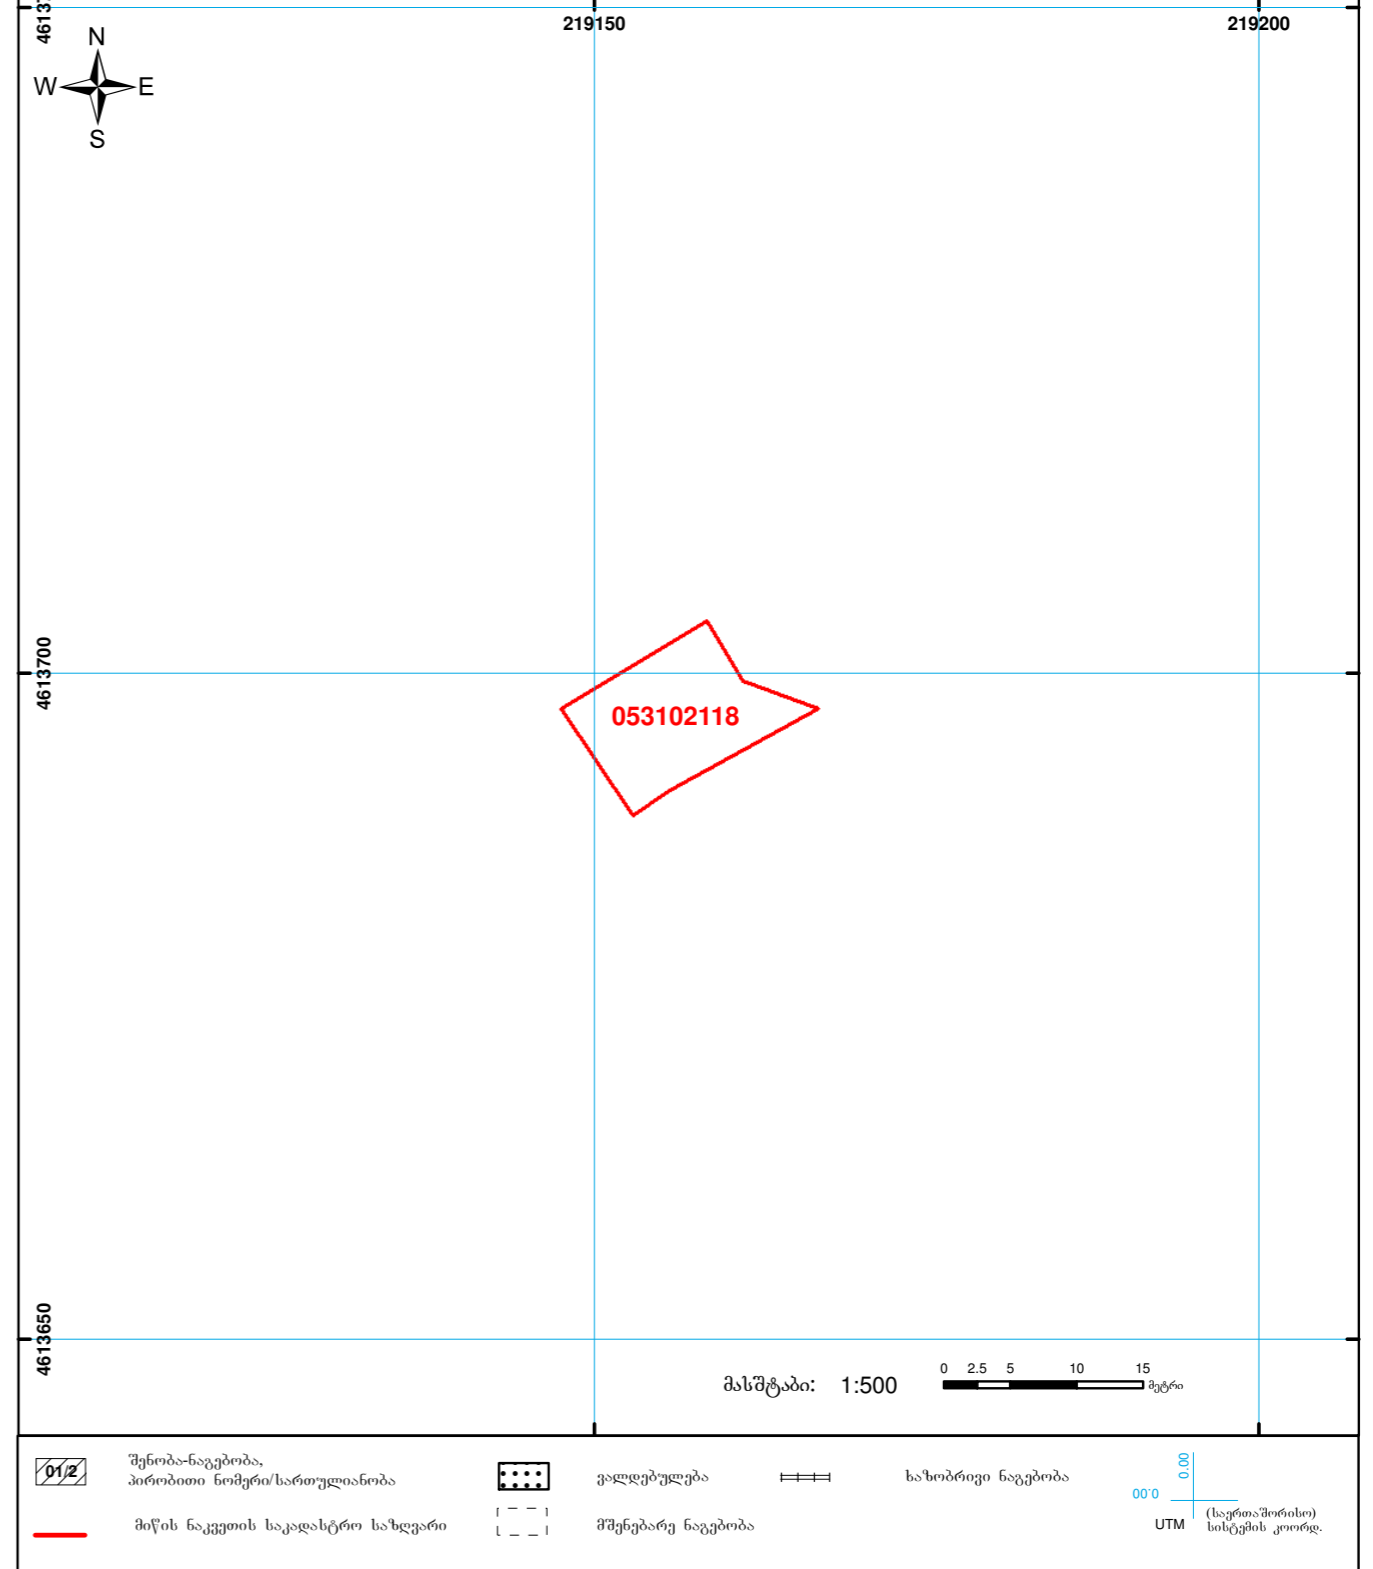 219150 219200
N
W E
S
4613700
053102118
4613650
0 2.5 5 10 15
მასშტაბი: 1:500 მეტრი
შენობა-ნაგებობა,
პირობითი ნომერი/სართულიანობა
01/2
ვალდებულება
ხაზობრივი ნაგებობა
0.00
00.0
მიწის ნაკვეთის საკადასტრო საზღვარი
მშენებარე ნაგებობა
UTM (საერთაშორისო)
სისტემის კოორდ.